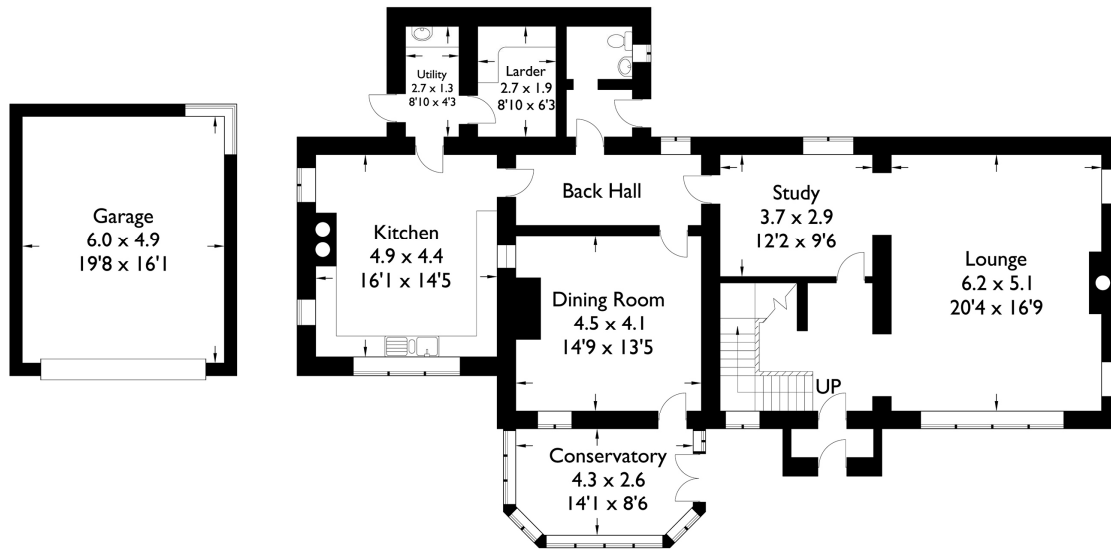 Utility
2.7 x 1.3
8'10 x 4'3
Larder
2.7 x 1.9
8'10 x 6'3
Garage
6.0 x 4.9
19'8 x 16'1
Kitchen
4.9 x 4.4
16'1 x 14'5
Back Hall
Study
3.7 x 2.9
12'2 x 9'6
Lounge
6.2 x 5.1
20'4 x 16'9
Dining Room
4.5 x 4.1
14'9 x 13'5
UP
Conservatory
4.3 x 2.6
14'1 x 8'6